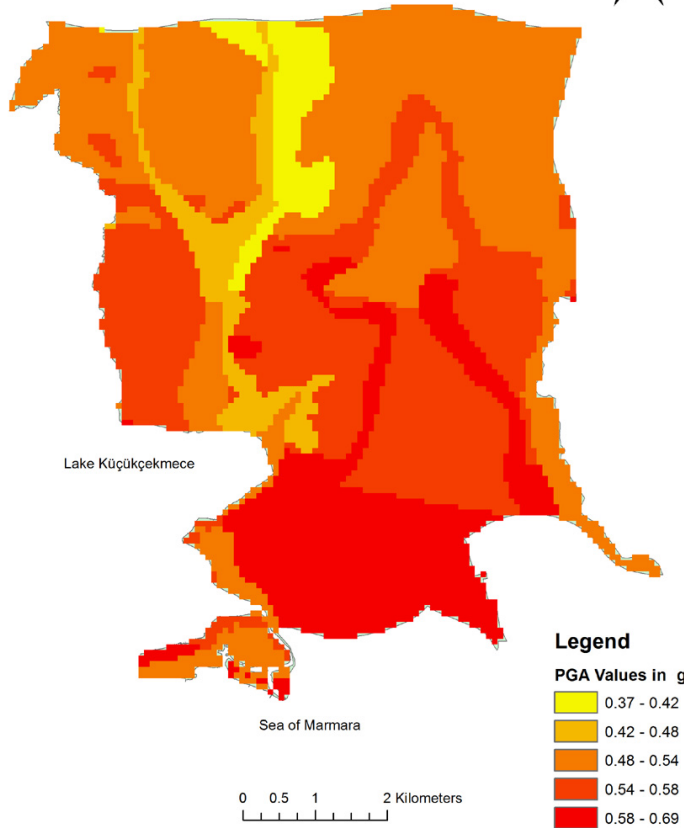 Lake Küçükçekmece
Sea of Marmara
0 0.5 1 2 Kilometers
Legend
PGA Values in g
0.37 - 0.42
0.42 - 0.48
0.48 - 0.54
0.54 - 0.58
0.58 - 0.69